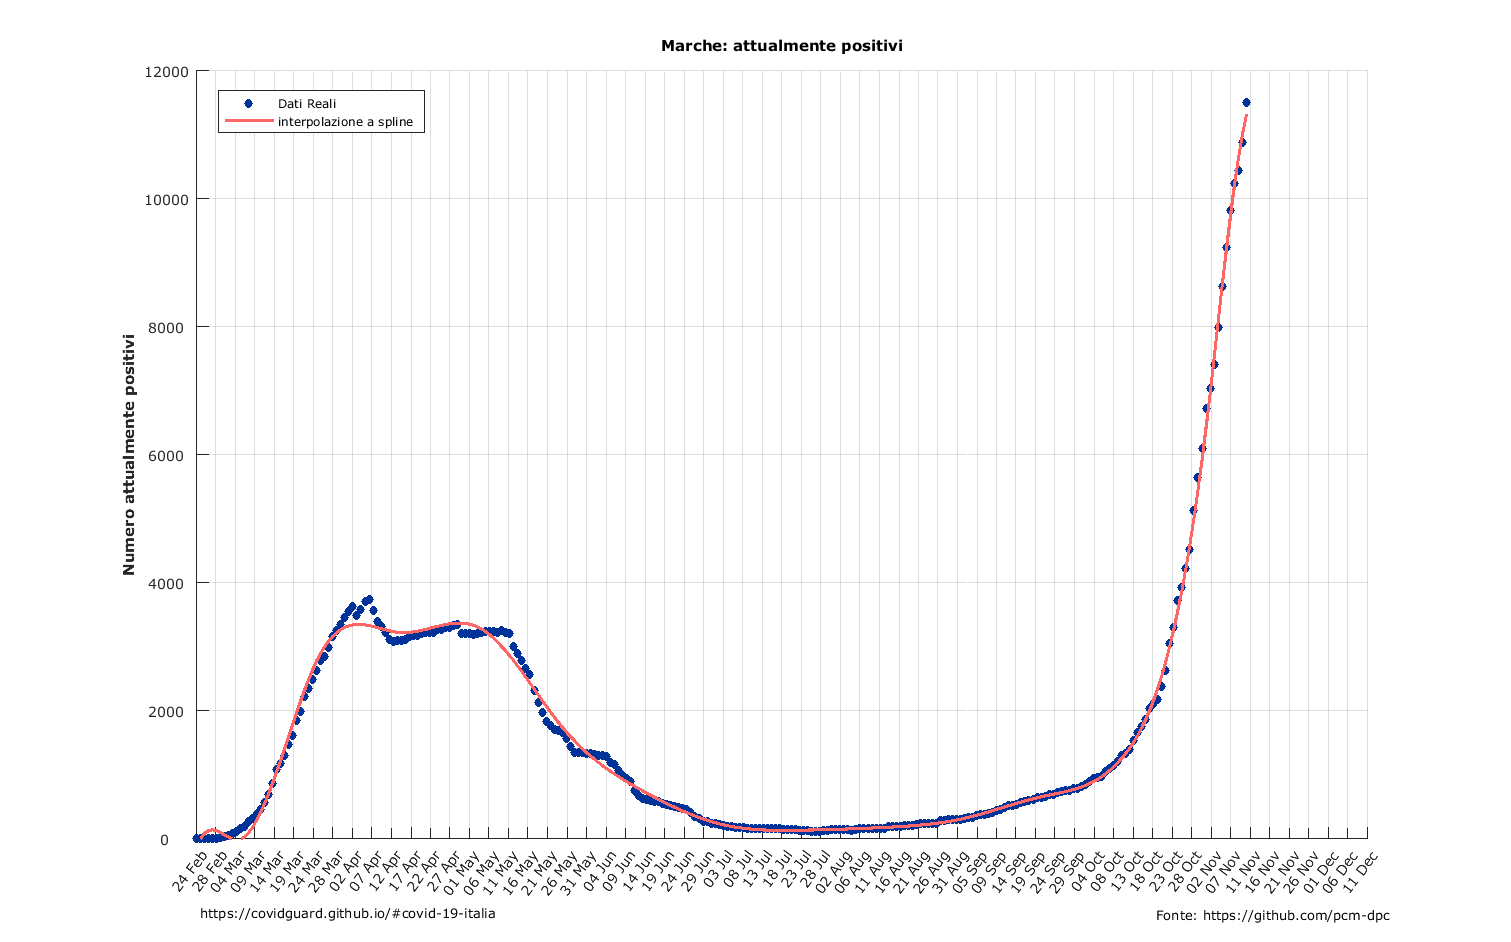 Marche: attualmente positivi
Dati Reali
interpolazione a spline
Numero attualmente positivi
12000
10000
8000
6000
4000
2000
0
24 Feb
28 Feb
04 Mar
09 Mar
14 Mar
19 Mar
24 Mar
28 Mar
02 Apr
07 Apr
12 Apr
17 Apr
22 Apr
27 Apr
01 May
06 May
11 May
16 May
21 May
26 May
31 May
04 Jun
09 Jun
14 Jun
19 Jun
24 Jun
29 Jun
03 Jul
08 Jul
13 Jul
18 Jul
23 Jul
28 Jul
02 Aug
06 Aug
11 Aug
16 Aug
21 Aug
26 Aug
31 Aug
05 Sep
09 Sep
14 Sep
19 Sep
24 Sep
29 Sep
04 Oct
08 Oct
13 Oct
18 Oct
23 Oct
28 Oct
02 Nov
07 Nov
11 Nov
16 Nov
21 Nov
26 Nov
01 Dec
06 Dec
11 Dec
https://covidguard.github.io/#covid-19-italia
Fonte: https://github.com/pcm-dpc